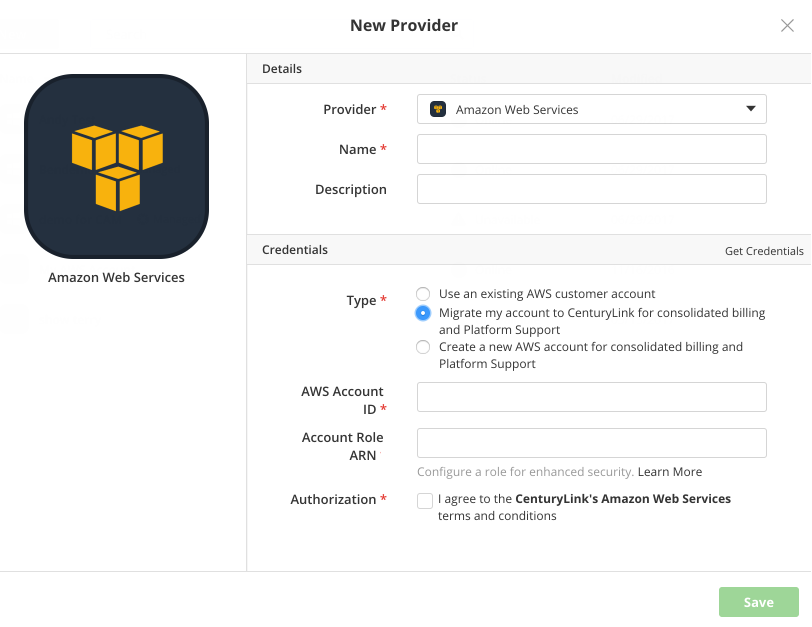 New Provider
Details
Provider *
Amazon Web Services
Name *
Description
Amazon Web Services
Credentials
Get Credentials
Type *
Use an existing AWS customer account
Migrate my account to CenturyLink for consolidated billing
and Platform Support
Create a new AWS account for consolidated billing and
Platform Support
AWS Account
ID *
Account Role
ARN
Configure a role for enhanced security. Learn More
Authorization *
I agree to the CenturyLink's Amazon Web Services
terms and conditions
Save